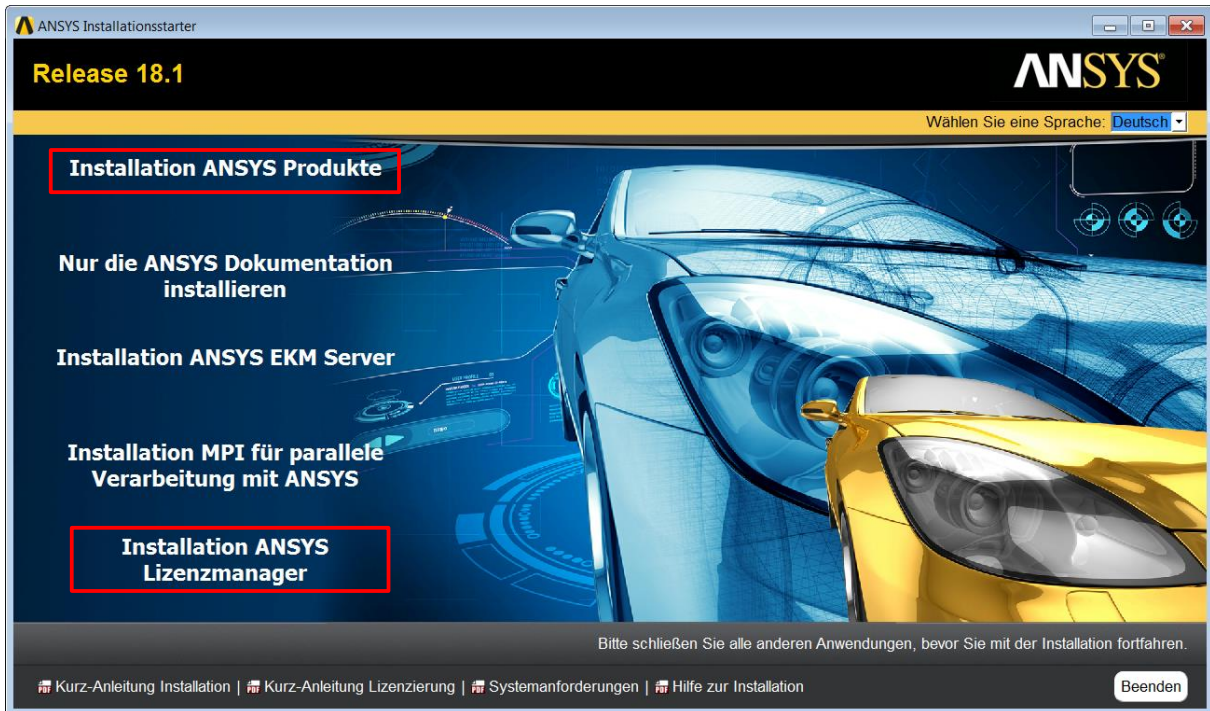 ANSYS Installationsstarter
Release 18.1
ANSYS®
Wählen Sie eine Sprache: Deutsch
Installation ANSYS Produkte
Nur die ANSYS Dokumentation
installieren
Installation ANSYS EKM Server
Installation MPI für parallele
Verarbeitung mit ANSYS
Installation ANSYS
Lizenzmanager
Bitte schließen Sie alle anderen Anwendungen, bevor Sie mit der Installation fortfahren.
Kurz-Anleitung Installation | Kurz-Anleitung Lizenzierung | Systemanforderungen | Hilfe zur Installation
Beenden